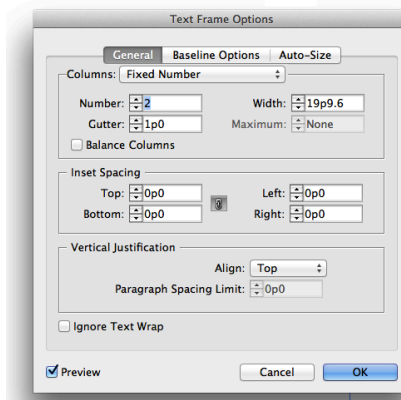 Text Frame Options
General Baseline Options Auto-Size
Columns: Fixed Number
Number: 2 Width: 19p9.6
Gutter: 1p0 Maximum: None
Balance Columns
Inset Spacing
Top: 0p0 Left: 0p0
Bottom: 0p0 Right: 0p0
Vertical Justification
Align: Top
Paragraph Spacing Limit: 0p0
Ignore Text Wrap
Preview Cancel OK